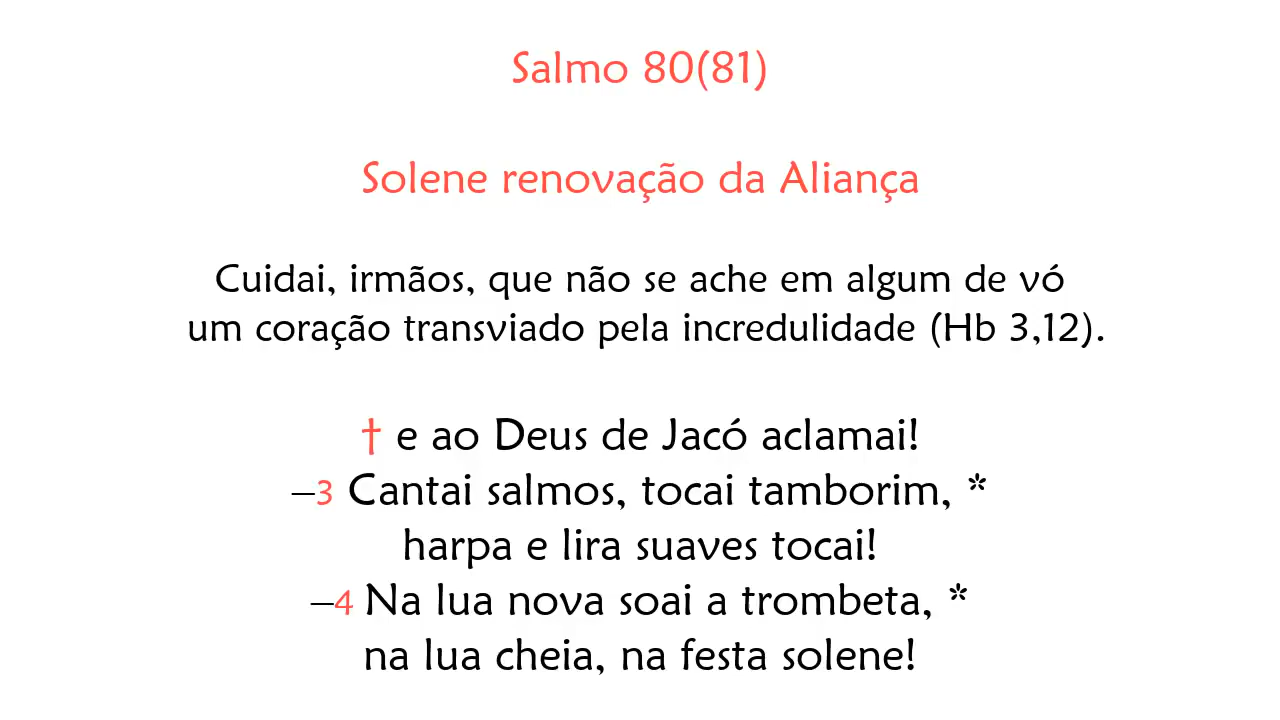 Salmo 80(81)
Solene renovação da Aliança
Cuidai, irmãos, que não se ache em algum de vó
um coração transviado pela incredulidade (Hb 3,12).
† e ao Deus de Jacó aclamai!
–3 Cantai salmos, tocai tamborim, *
harpa e lira suaves tocai!
–4 Na lua nova soai a trombeta, *
na lua cheia, na festa solene!